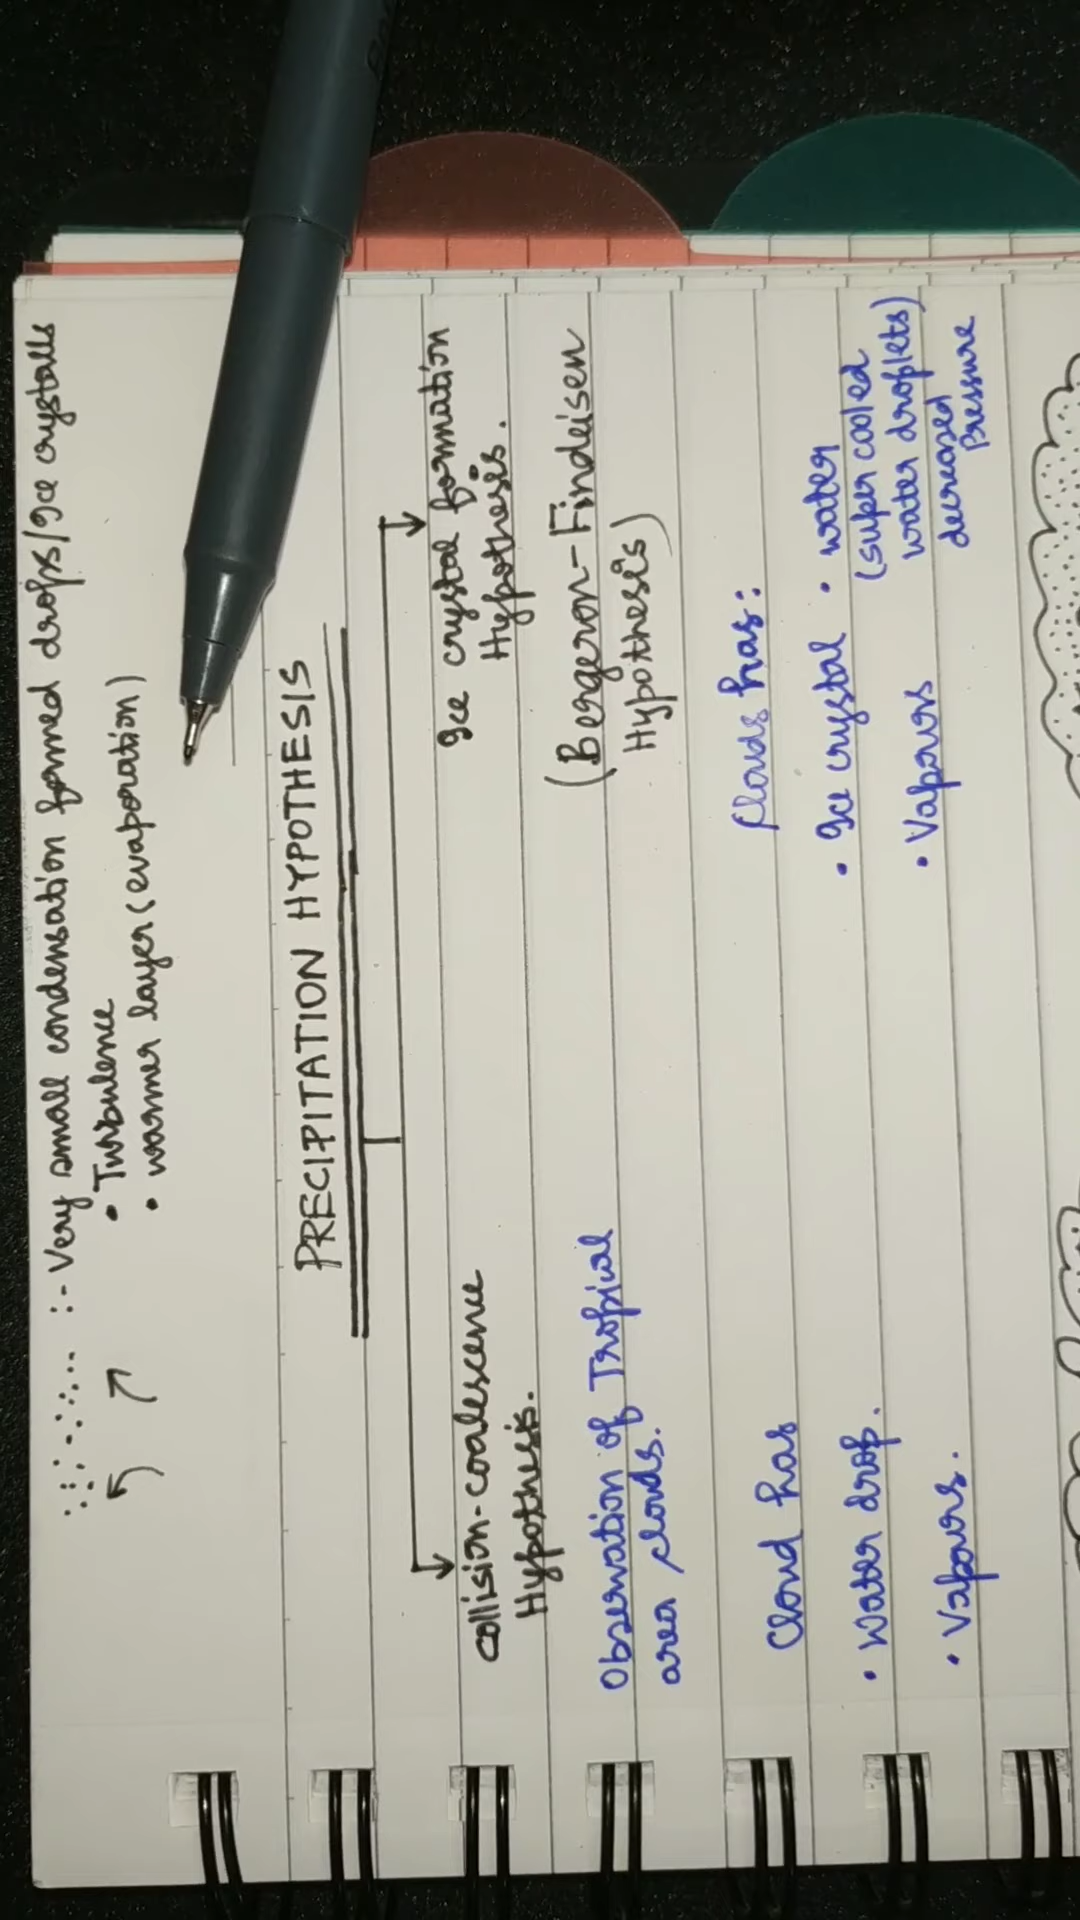 :- Very small condensation formed drops/Ice crystalls
• Turbulence
• warmer layer (evaporation)
PRECIPITATION HYPOTHESIS
collision-coalescence
Hypothesis.
Observation of Tropical
area clouds.
Cloud has
• Water drop.
• Vapours.
Ice crystal formation
Hypothesis.
(Bergeron-Findeisen
Hypothesis)
Clouds has:
• Ice crystal • water
(super cooled
water droplets)
• Vapours decreased
Pressure